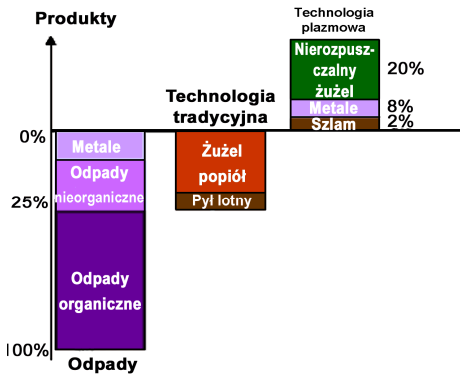 Produkty
Technologia
plazmowa
Nierozpusz-
czalny
żużel
20%
Metale
8%
Szlam
2%
Technologia
tradycyjna
0%
Metale
Żużel
popiół
Odpady
nieorganiczne
Pył lotny
25%
Odpady
organiczne
100%
Odpady